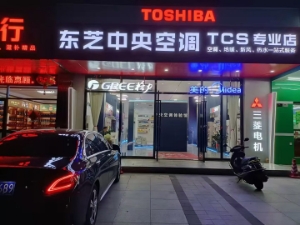 TOSHIBA
东芝中央空调
TCS专业店
空调、地暖、新风、热水一站式服务
行
GREE格力
美的 Midea
三菱电机